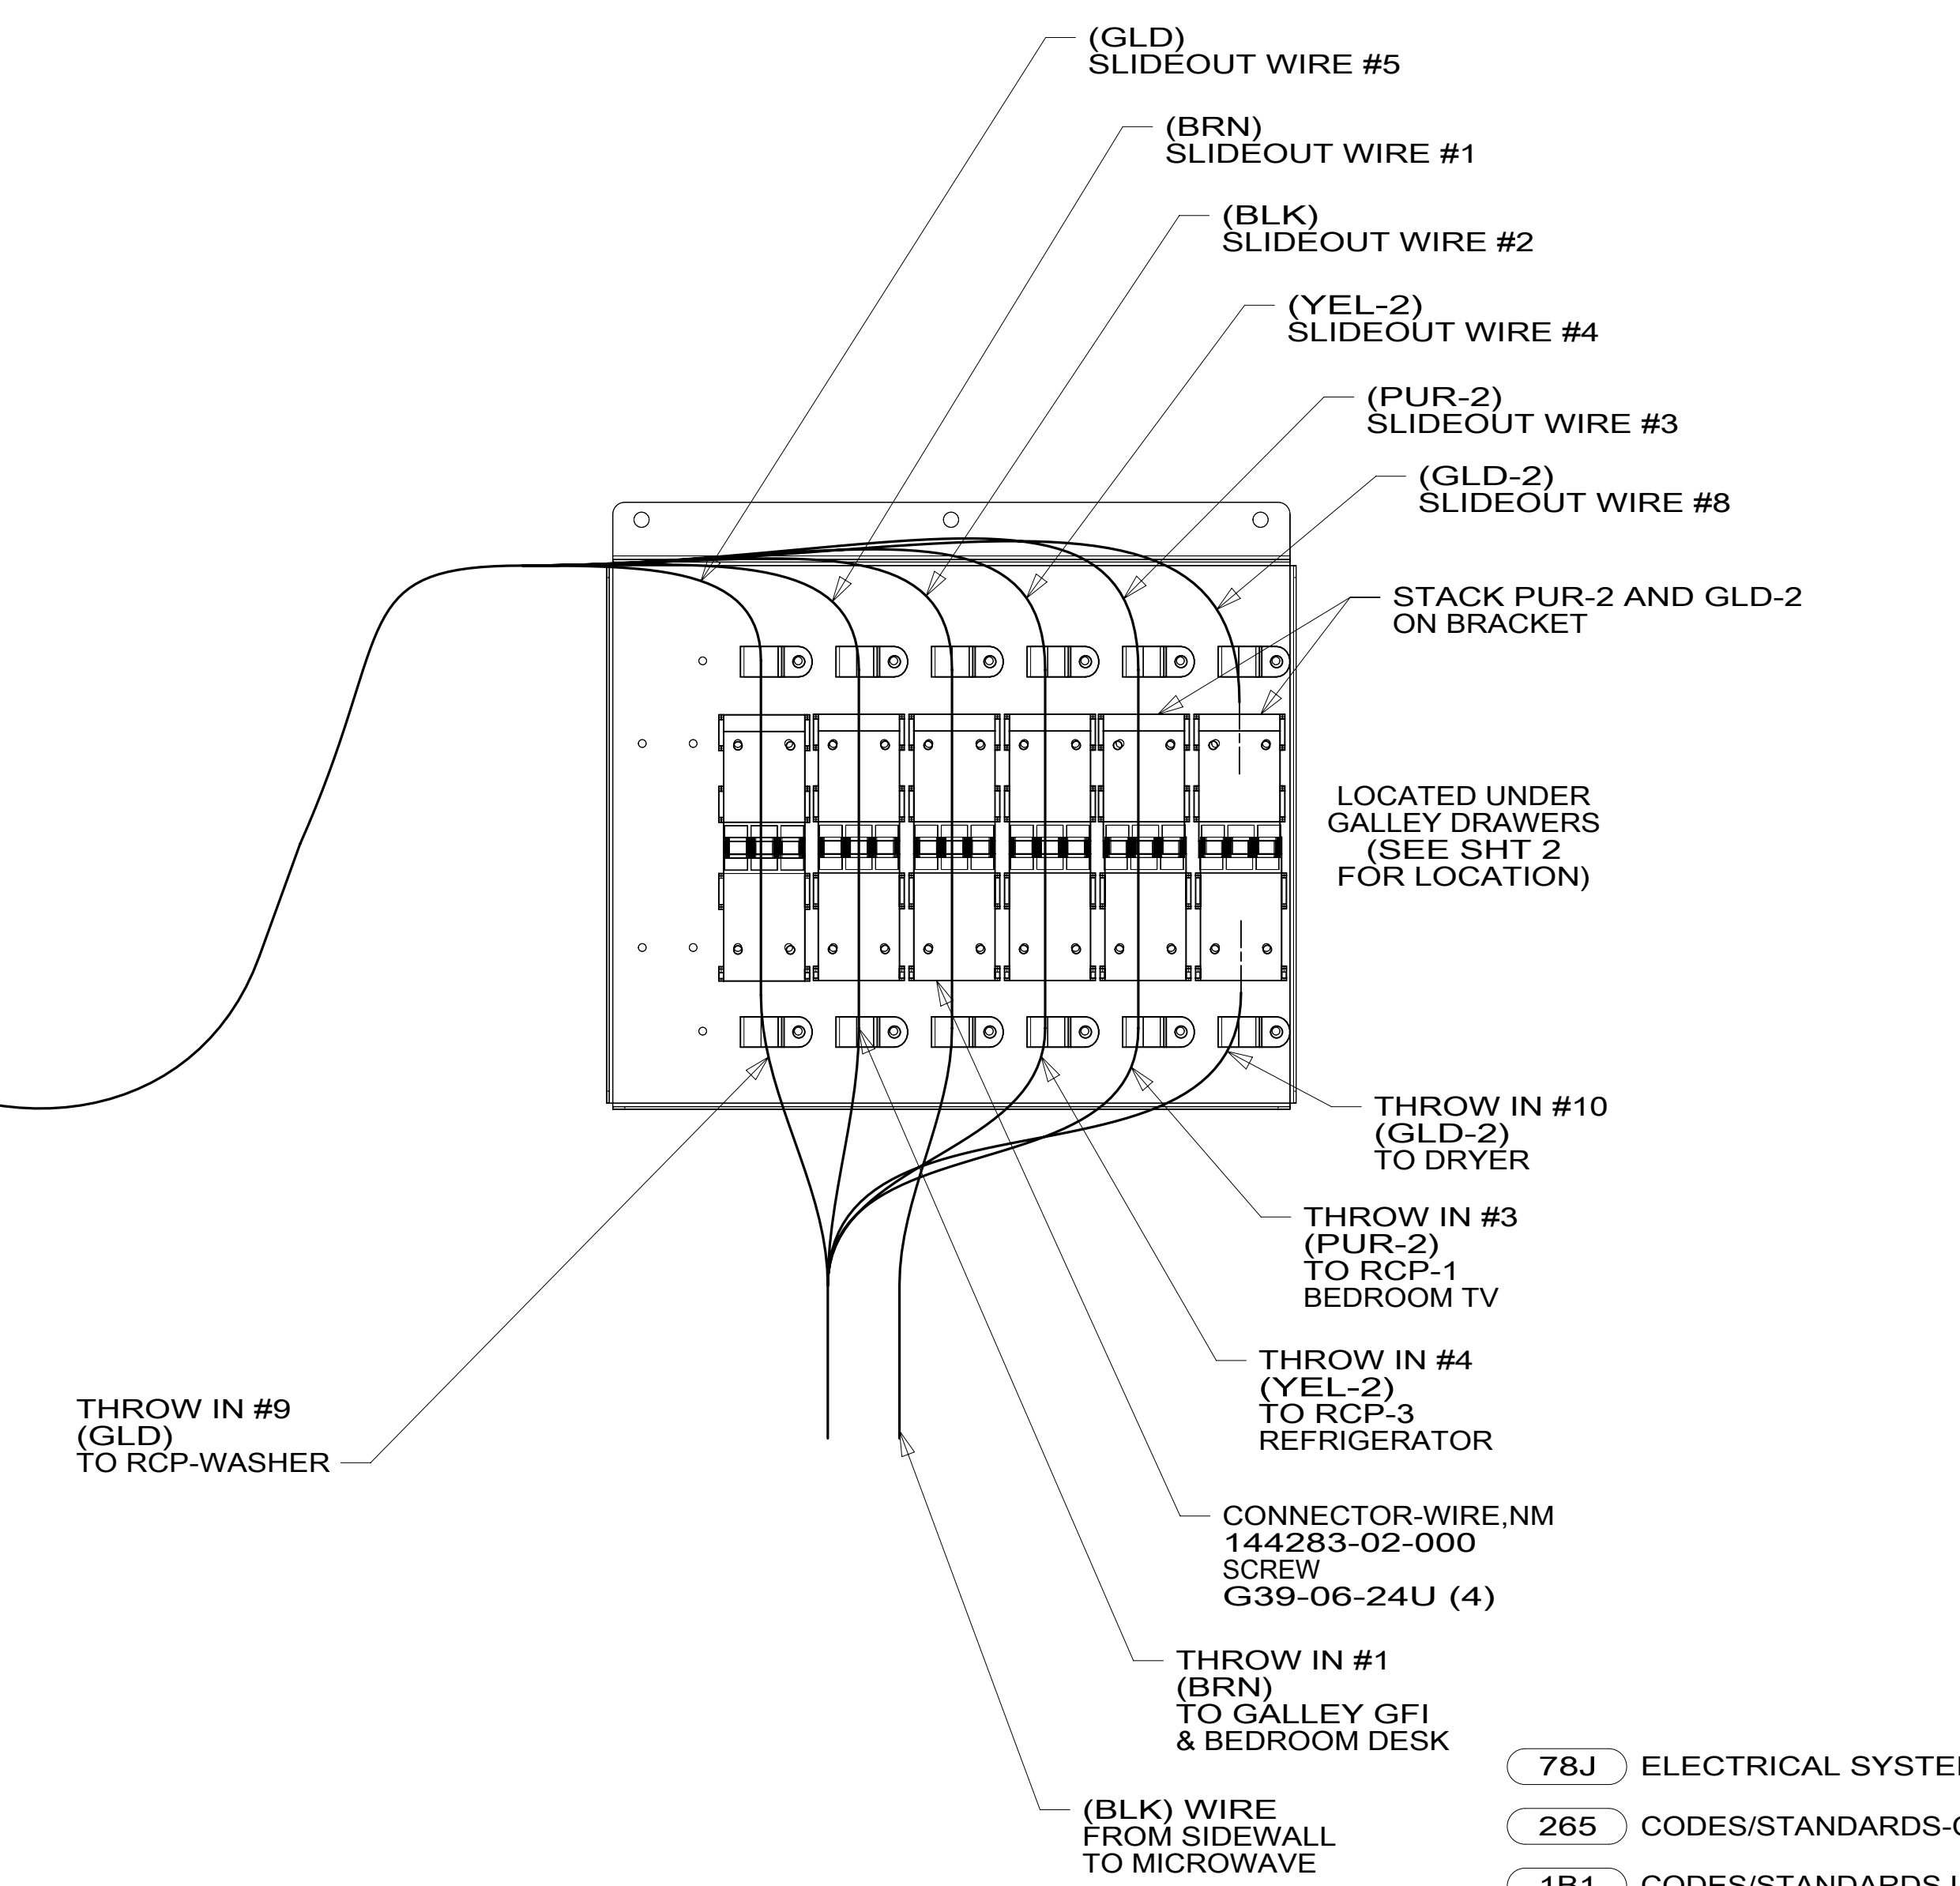 (GLD)
SLIDEOUT WIRE #5
(BRN)
SLIDEOUT WIRE #1
(BLK)
SLIDEOUT WIRE #2
(YEL-2)
SLIDEOUT WIRE #4
(PUR-2)
SLIDEOUT WIRE #3
(GLD-2)
SLIDEOUT WIRE #8
STACK PUR-2 AND GLD-2
ON BRACKET
LOCATED UNDER
GALLEY DRAWERS
(SEE SHT 2
FOR LOCATION)
THROW IN #10
(GLD-2)
TO DRYER
THROW IN #3
(PUR-2)
TO RCP-1
BEDROOM TV
THROW IN #4
(YEL-2)
TO RCP-3
REFRIGERATOR
THROW IN #9
(GLD)
TO RCP-WASHER
CONNECTOR-WIRE,NM
144283-02-000
SCREW
G39-06-24U (4)
THROW IN #1
(BRN)
TO GALLEY GFI
& BEDROOM DESK
(BLK) WIRE
FROM SIDEWALL
TO MICROWAVE
78J ELECTRICAL SYSTE
265 CODES/STANDARDS-
1B1 CODES/STANDARDS